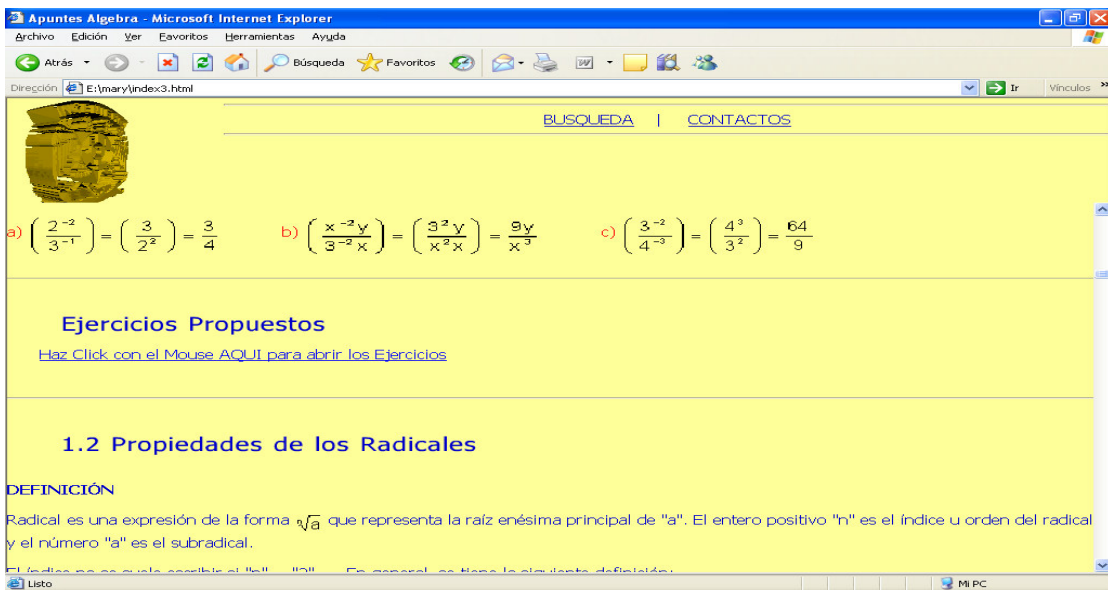 Apuntes Algebra - Microsoft Internet Explorer
Archivo Edición Ver Favoritos Herramientas Ayuda
Atrás Búsqueda Favoritos
Dirección E:\mary\index3.html Ir Vínculos »
BUSQUEDA | CONTACTOS
a) (2⁻²/3⁻¹) = (3/2²) = 3/4 b) (x⁻²y/3⁻²x) = (3²y/x²x) = 9y/x³ c) (3⁻²/4⁻³) = (4³/3²) = 64/9
Ejercicios Propuestos
Haz Click con el Mouse AQUI para abrir los Ejercicios
1.2 Propiedades de los Radicales
DEFINICIÓN
Radical es una expresión de la forma ⁿ√a que representa la raíz enésima principal de "a". El entero positivo "n" es el índice u orden del radical
y el número "a" es el subradical.
Listo Mi PC